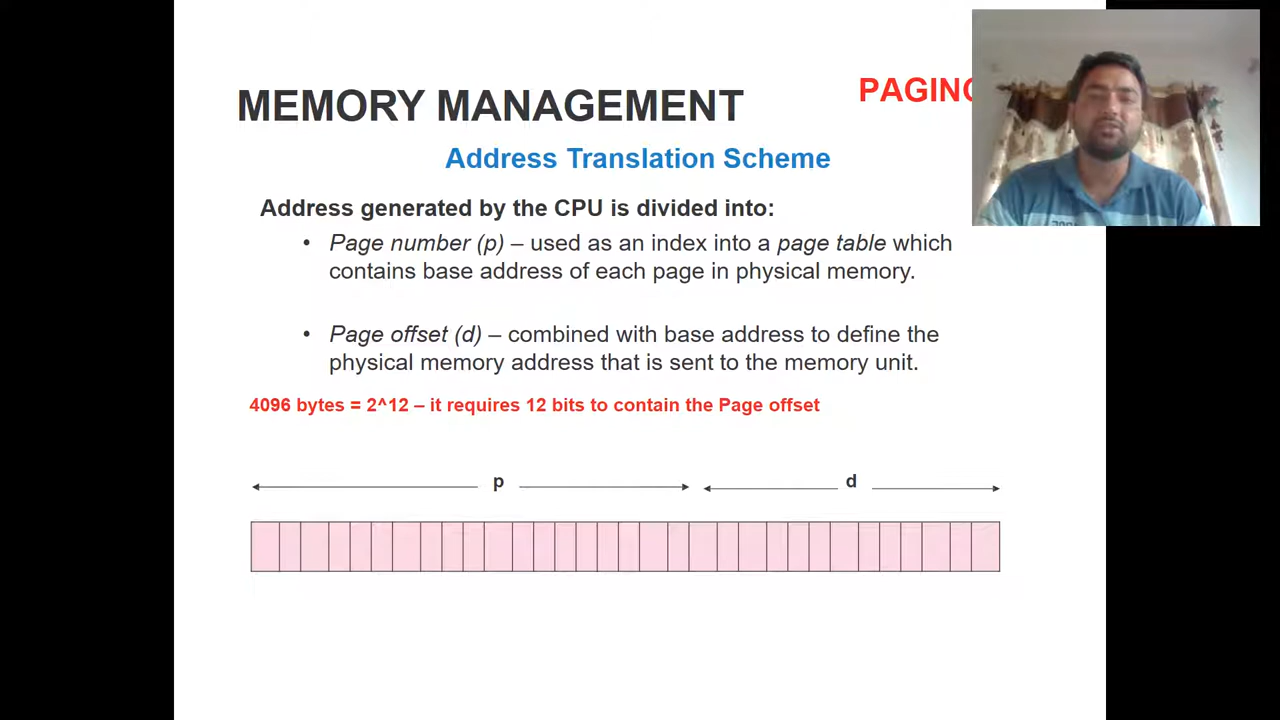 MEMORY MANAGEMENT
PAGING
Address Translation Scheme
Address generated by the CPU is divided into:
• Page number (p) – used as an index into a page table which
contains base address of each page in physical memory.
• Page offset (d) – combined with base address to define the
physical memory address that is sent to the memory unit.
4096 bytes = 2^12 – it requires 12 bits to contain the Page offset
p
d